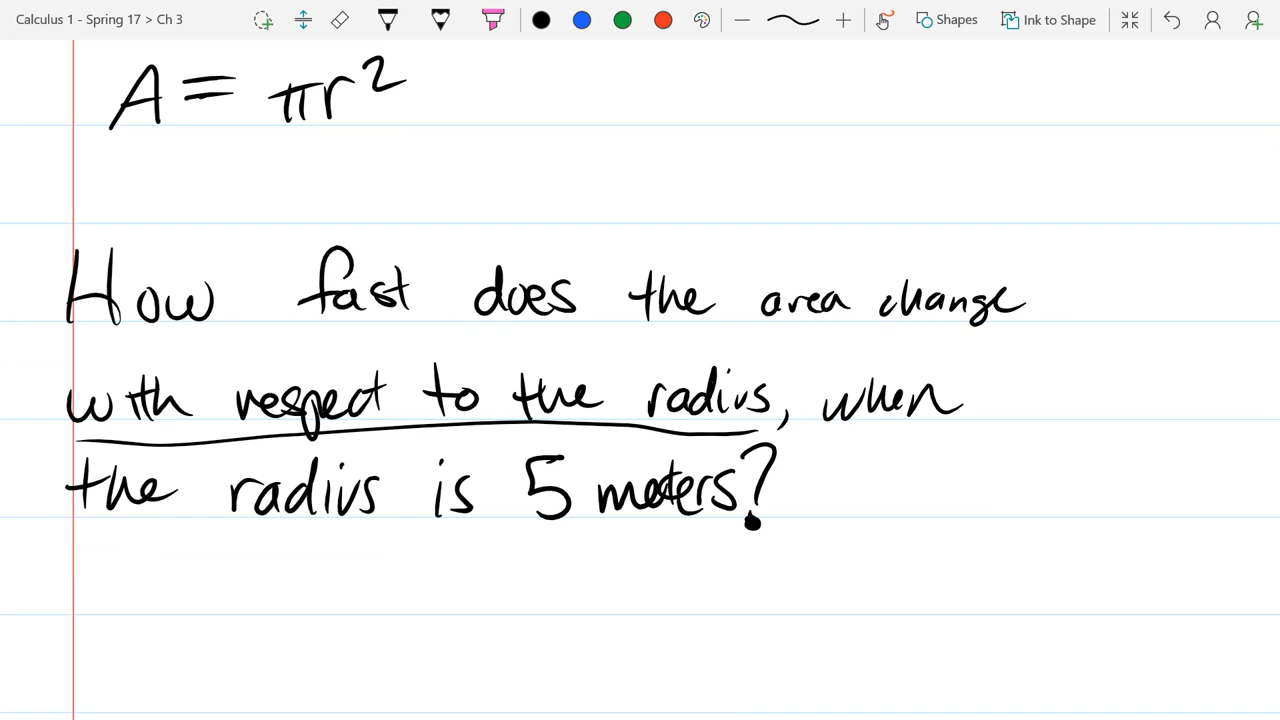 Calculus 1 - Spring 17 > Ch 3
Shapes
Ink to Shape
A = πr²
How fast does the area change
with respect to the radius, when
the radius is 5 meters?